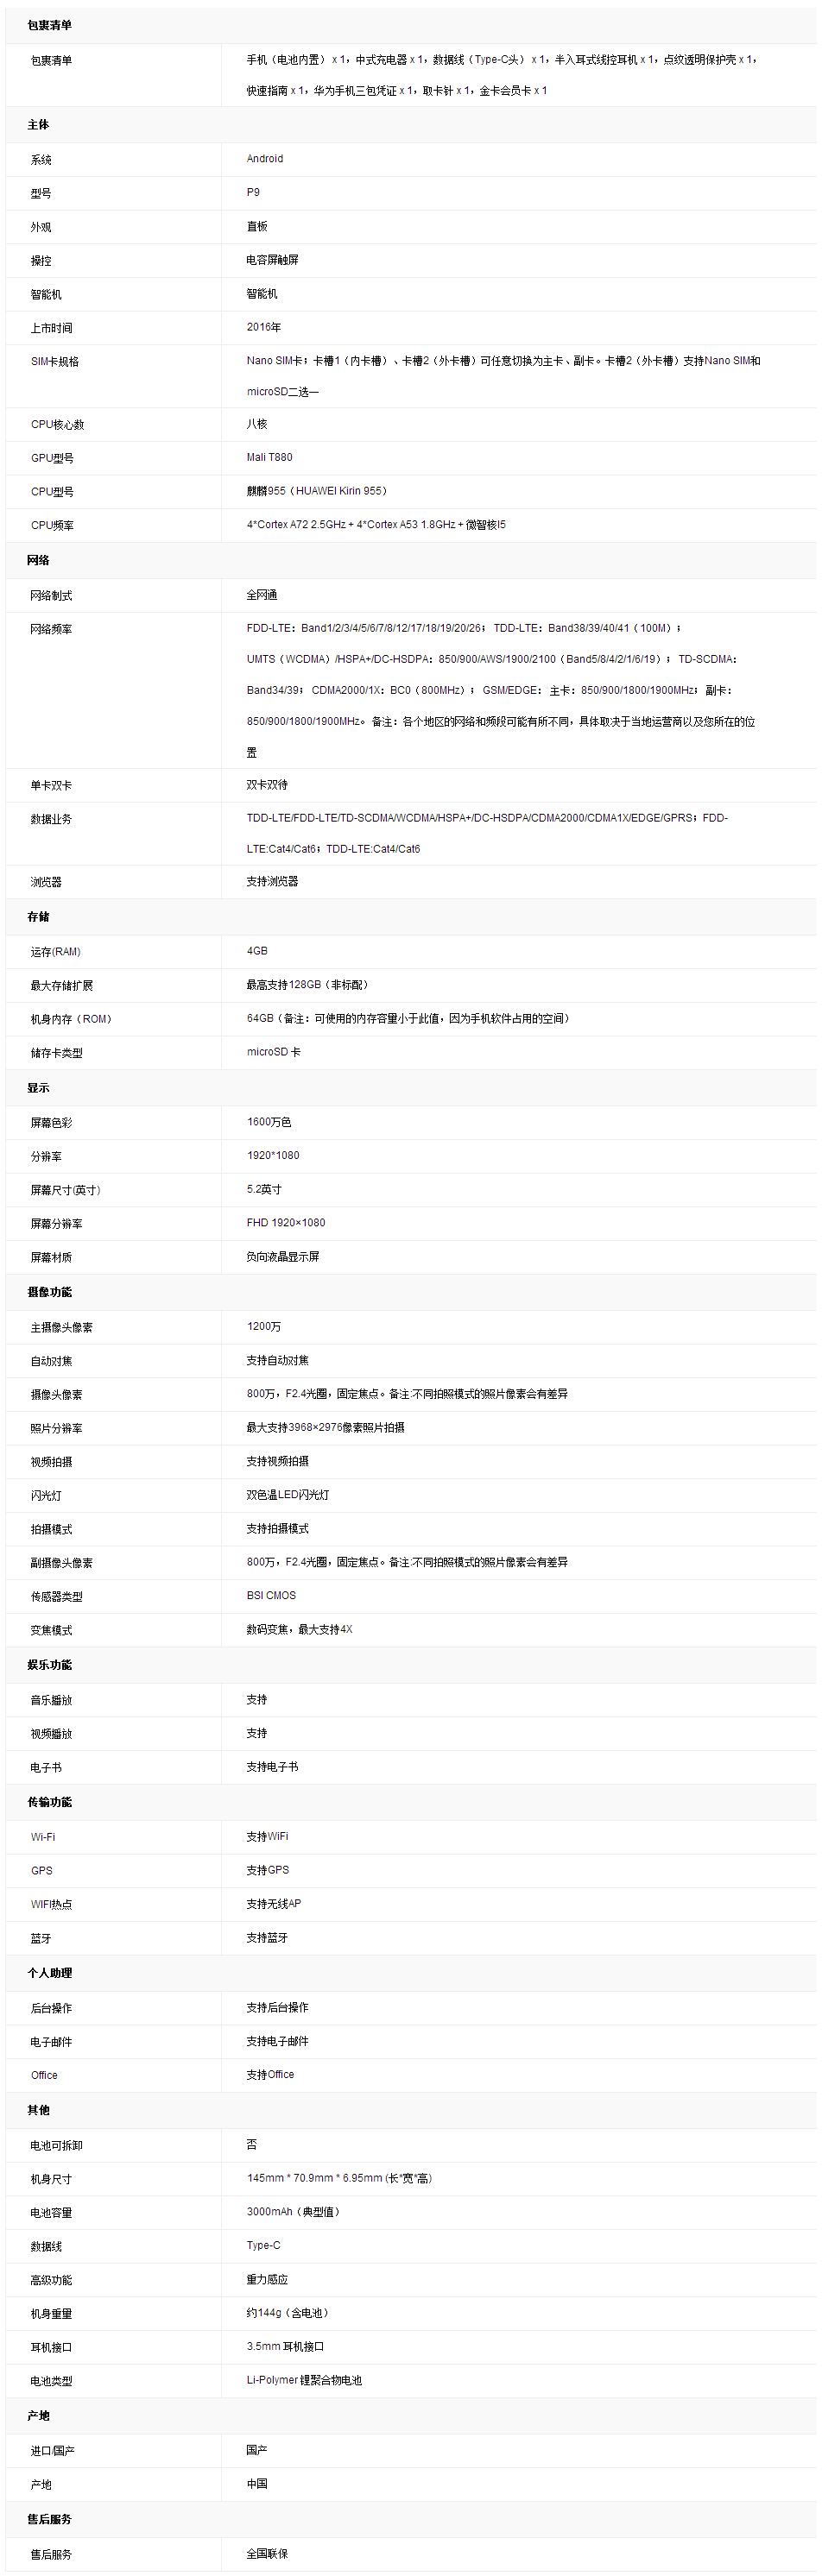 包裹清单
包裹清单
手机（电池内置） x 1，中式充电器 x 1，数据线（Type-C头） x 1，半入耳式线控耳机 x 1，点纹透明保护壳 x 1，
快速指南 x 1，华为手机三包凭证 x 1，取卡针 x 1，金卡会员卡 x 1
主体
系统 Android
型号 P9
外观 直板
操控 电容屏触屏
智能机 智能机
上市时间 2016年
SIM卡规格 Nano SIM卡；卡槽1（内卡槽）、卡槽2（外卡槽）可任意切换为主卡、副卡。卡槽2（外卡槽）支持Nano SIM和
microSD二选一
CPU核心数 八核
GPU型号 Mali T880
CPU型号 麒麟955（HUAWEI Kirin 955）
CPU频率 4*Cortex A72 2.5GHz + 4*Cortex A53 1.8GHz + 微智核I5
网络
网络制式 全网通
网络频率 FDD-LTE：Band1/2/3/4/5/6/7/8/12/17/18/19/20/26； TDD-LTE：Band38/39/40/41（100M）；
UMTS（WCDMA）/HSPA+/DC-HSDPA：850/900/AWS/1900/2100（Band5/8/4/2/1/6/19）； TD-SCDMA：
Band34/39； CDMA2000/1X：BC0（800MHz）； GSM/EDGE： 主卡：850/900/1800/1900MHz； 副卡：
850/900/1800/1900MHz。 备注：各个地区的网络和频段可能有所不同，具体取决于当地运营商以及您所在的位
置
单卡双卡 双卡双待
数据业务 TDD-LTE/FDD-LTE/TD-SCDMA/WCDMA/HSPA+/DC-HSDPA/CDMA2000/CDMA1X/EDGE/GPRS；FDD-
LTE:Cat4/Cat6；TDD-LTE:Cat4/Cat6
浏览器 支持浏览器
存储
运存(RAM) 4GB
最大存储扩展 最高支持128GB（非标配）
机身内存（ROM） 64GB（备注：可使用的内存容量小于此值，因为手机软件占用的空间）
储存卡类型 microSD 卡
显示
屏幕色彩 1600万色
分辨率 1920*1080
屏幕尺寸(英寸) 5.2英寸
屏幕分辨率 FHD 1920×1080
屏幕材质 负向液晶显示屏
摄像功能
主摄像头像素 1200万
自动对焦 支持自动对焦
摄像头像素 800万，F2.4光圈，固定焦点。备注:不同拍照模式的照片像素会有差异
照片分辨率 最大支持3968×2976像素照片拍摄
视频拍摄 支持视频拍摄
闪光灯 双色温LED闪光灯
拍摄模式 支持拍摄模式
副摄像头像素 800万，F2.4光圈，固定焦点。备注:不同拍照模式的照片像素会有差异
传感器类型 BSI CMOS
变焦模式 数码变焦，最大支持4X
娱乐功能
音乐播放 支持
视频播放 支持
电子书 支持电子书
传输功能
Wi-Fi 支持WiFi
GPS 支持GPS
WIFI热点 支持无线AP
蓝牙 支持蓝牙
个人助理
后台操作 支持后台操作
电子邮件 支持电子邮件
Office 支持Office
其他
电池可拆卸 否
机身尺寸 145mm * 70.9mm * 6.95mm (长*宽*高)
电池容量 3000mAh（典型值）
数据线 Type-C
高级功能 重力感应
机身重量 约144g（含电池）
耳机接口 3.5mm 耳机接口
电池类型 Li-Polymer 锂聚合物电池
产地
进口/国产 国产
产地 中国
售后服务
售后服务 全国联保